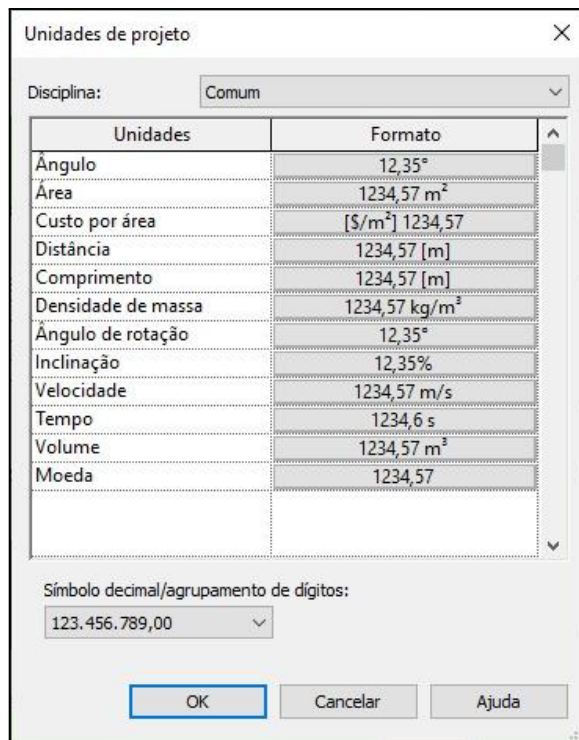 Unidades de projeto
Disciplina: Comum
Unidades Formato
Ângulo 12,35°
Área 1234,57 m²
Custo por área [$/m²] 1234,57
Distância 1234,57 [m]
Comprimento 1234,57 [m]
Densidade de massa 1234,57 kg/m³
Ângulo de rotação 12,35°
Inclinação 12,35%
Velocidade 1234,57 m/s
Tempo 1234,6 s
Volume 1234,57 m³
Moeda 1234,57
Símbolo decimal/agrupamento de dígitos:
123.456.789,00
OK Cancelar Ajuda